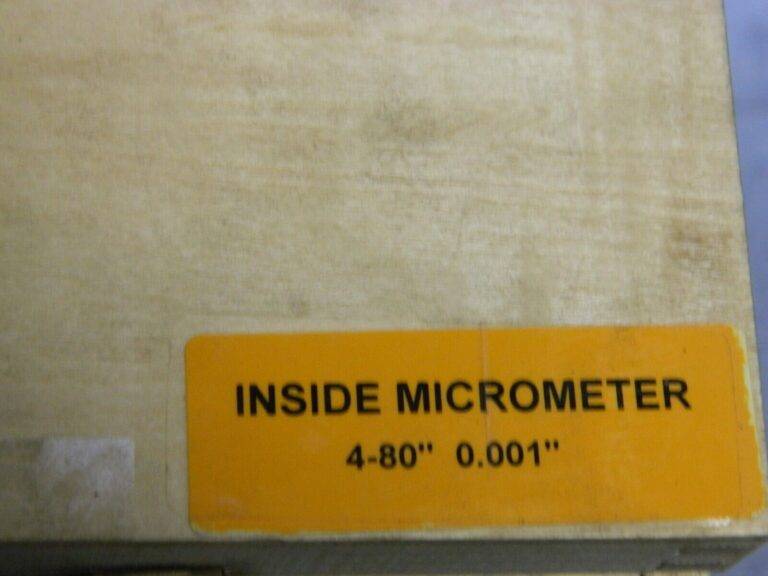 INSIDE MICROMETER
4-80" 0.001"